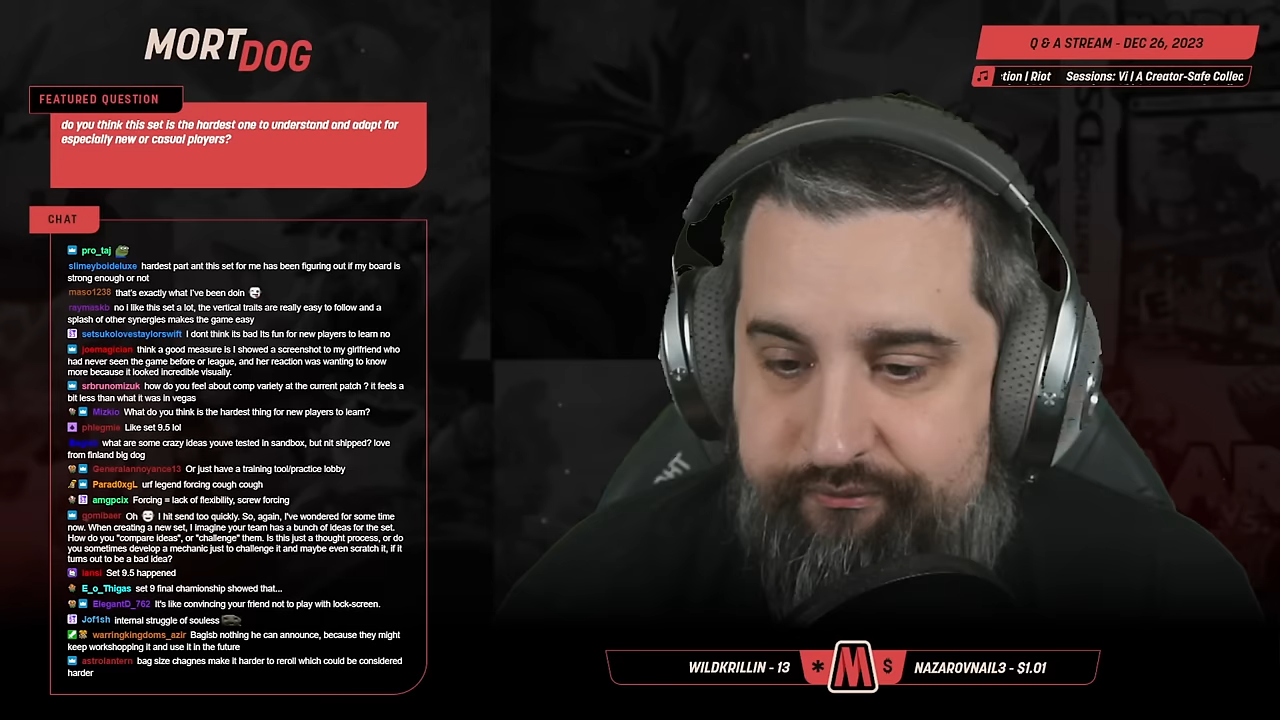 MORTDOG
Q & A STREAM - DEC 26, 2023
tion | Riot Sessions: Vi | A Creator-Safe Collec
FEATURED QUESTION
do you think this set is the hardest one to understand and adapt for
especially new or casual players?
CHAT
pro_taj
slimeyboideluxe hardest part ant this set for me has been figuring out if my board is
strong enough or not
maso1238 that's exactly what I've been doin
raymaskb no i like this set a lot, the vertical traits are really easy to follow and a
splash of other synergies makes the game easy
setsukolovestaylorswift I dont think its bad Its fun for new players to learn no
joemagician think a good measure is I showed a screenshot to my girlfriend who
had never seen the game before or league, and her reaction was wanting to know
more because it looked incredible visually.
srbrunomizuk how do you feel about comp variety at the current patch ? it feels a
bit less than what it was in vegas
Mizkio What do you think is the hardest thing for new players to learn?
phlegmie Like set 9.5 lol
what are some crazy ideas youve tested in sandbox, but nit shipped? love
from finland big dog
Generalannoyance13 Or just have a training tool/practice lobby
Parad0xgL urf legend forcing cough cough
amgpcix Forcing = lack of flexibility, screw forcing
qomibeer Oh I hit send too quickly. So, again, I've wondered for some time
now. When creating a new set, I imagine your team has a bunch of ideas for the set.
How do you "compare ideas", or "challenge" them. Is this just a thought process, or do
you sometimes develop a mechanic just to challenge it and maybe even scratch it, if it
turns out to be a bad idea?
Set 9.5 happened
E_o_Thigas set 9 final chamionship showed that...
ElegantD_762 It's like convincing your friend not to play with lock-screen.
Jof1sh internal struggle of souless
warringkingdoms_azir Bagisb nothing he can announce, because they might
keep workshopping it and use it in the future
astrolantern bag size chagnes make it harder to reroll which could be considered
harder
WILDKRILLIN - 13 * M $ NAZAROVNAIL3 - $1.01